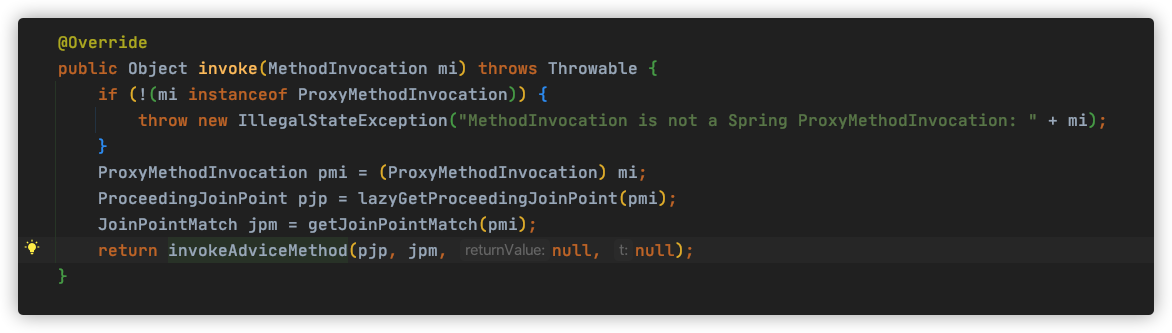 @Override
public Object invoke(MethodInvocation mi) throws Throwable {
if (!(mi instanceof ProxyMethodInvocation)) {
throw new IllegalStateException("MethodInvocation is not a Spring ProxyMethodInvocation: " + mi);
}
ProxyMethodInvocation pmi = (ProxyMethodInvocation) mi;
ProceedingJoinPoint pjp = lazyGetProceedingJoinPoint(pmi);
JoinPointMatch jpm = getJoinPointMatch(pmi);
return invokeAdviceMethod(pjp, jpm, returnValue: null, t: null);
}